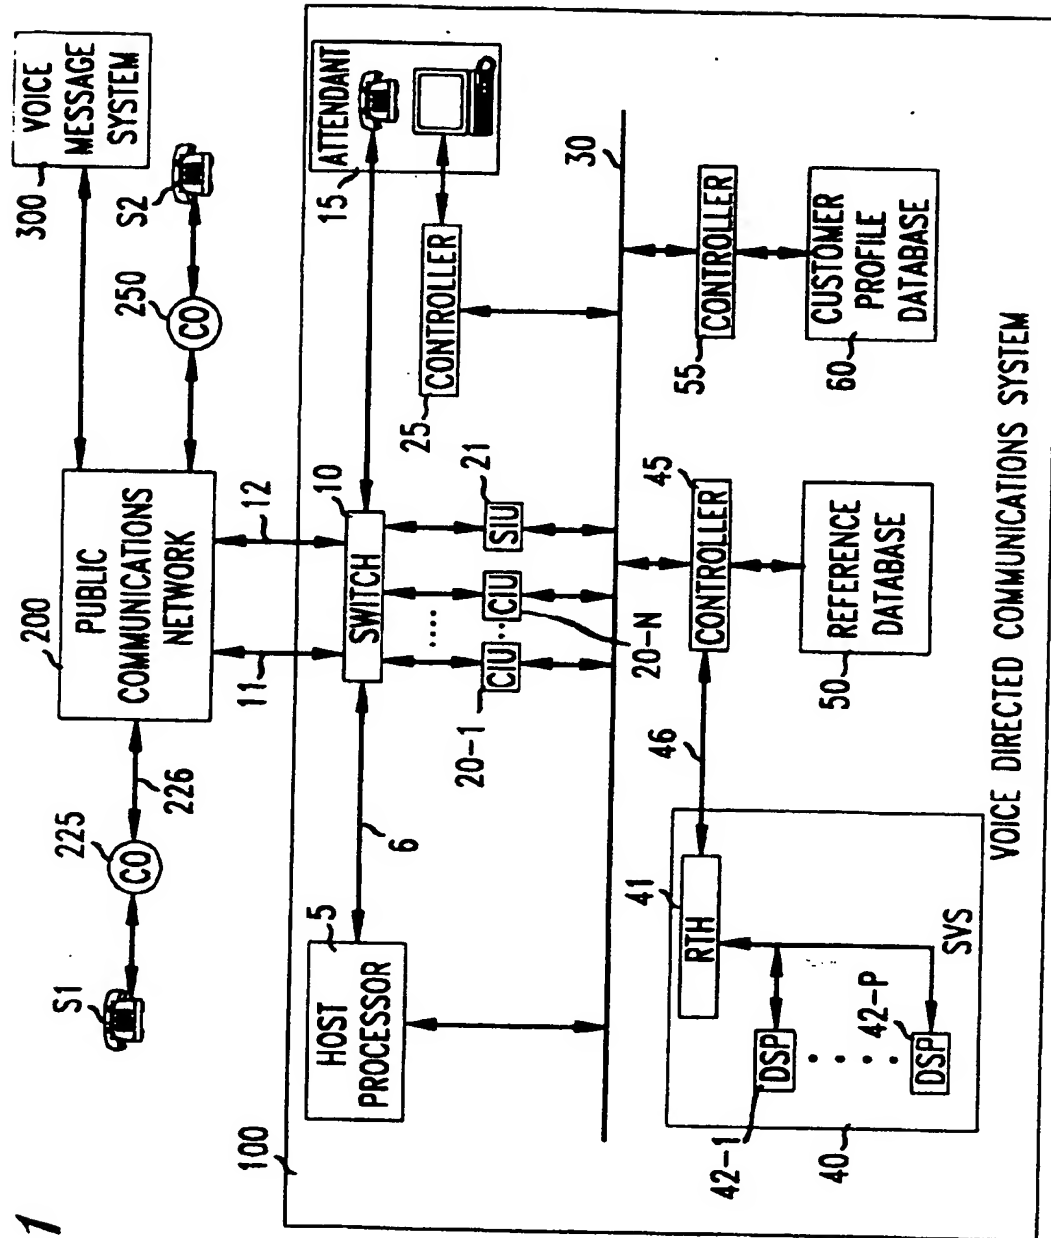 1
S1
225
CO
226
200
PUBLIC
COMMUNICATIONS
NETWORK
250
CO
S2
300
VOICE
MESSAGE
SYSTEM
100
HOST
PROCESSOR
5
6
11
12
SWITCH
10
15
ATTENDANT
CONTROLLER
25
20-1
CIU
....
...
CIU
20-N
SIU
21
30
RTH
41
46
DSP
42-1
....
DSP
42-P
SVS
40
CONTROLLER
45
REFERENCE
DATABASE
50
55
CONTROLLER
CUSTOMER
PROFILE
DATABASE
60
VOICE DIRECTED COMMUNICATIONS SYSTEM